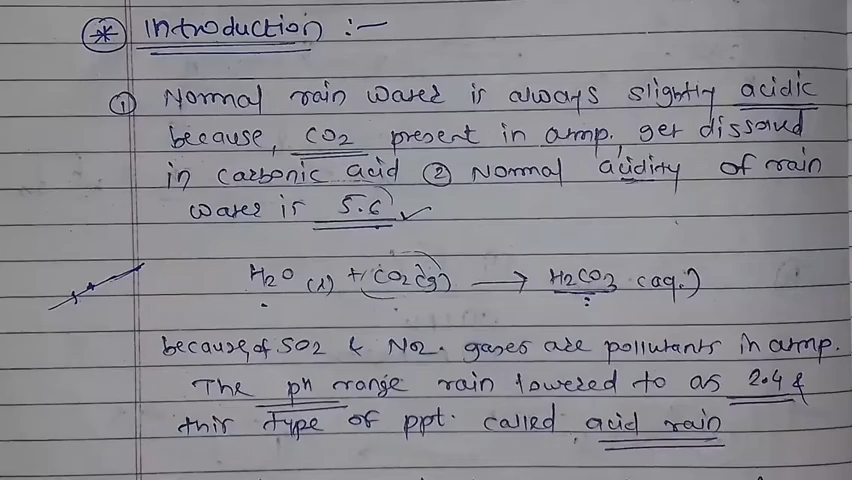 * Introduction :-
① Normal rain water is always slightly acidic
because, CO2 present in atmp. get dissolved
in carbonic acid ② Normal acidity of rain
water is 5.6 ✓
H2O (l) + (CO2(g) ⟶ H2CO3 (aq.)
because, of SO2 & NO2. gases are pollutants in atmp.
The pH range rain lowered to as 2.4 &
this type of ppt. called acid rain